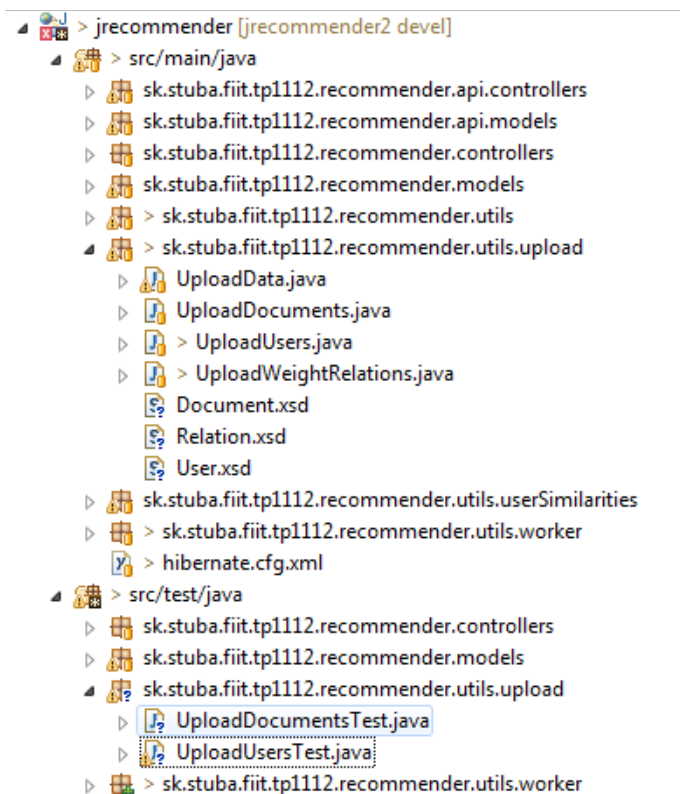 > jrecommender [jrecommender2 devel]
> src/main/java
sk.stuba.fiit.tp1112.recommender.api.controllers
sk.stuba.fiit.tp1112.recommender.api.models
sk.stuba.fiit.tp1112.recommender.controllers
sk.stuba.fiit.tp1112.recommender.models
> sk.stuba.fiit.tp1112.recommender.utils
> sk.stuba.fiit.tp1112.recommender.utils.upload
UploadData.java
UploadDocuments.java
> UploadUsers.java
> UploadWeightRelations.java
Document.xsd
Relation.xsd
User.xsd
sk.stuba.fiit.tp1112.recommender.utils.userSimilarities
> sk.stuba.fiit.tp1112.recommender.utils.worker
> hibernate.cfg.xml
> src/test/java
sk.stuba.fiit.tp1112.recommender.controllers
sk.stuba.fiit.tp1112.recommender.models
sk.stuba.fiit.tp1112.recommender.utils.upload
UploadDocumentsTest.java
UploadUsersTest.java
> sk.stuba.fiit.tp1112.recommender.utils.worker